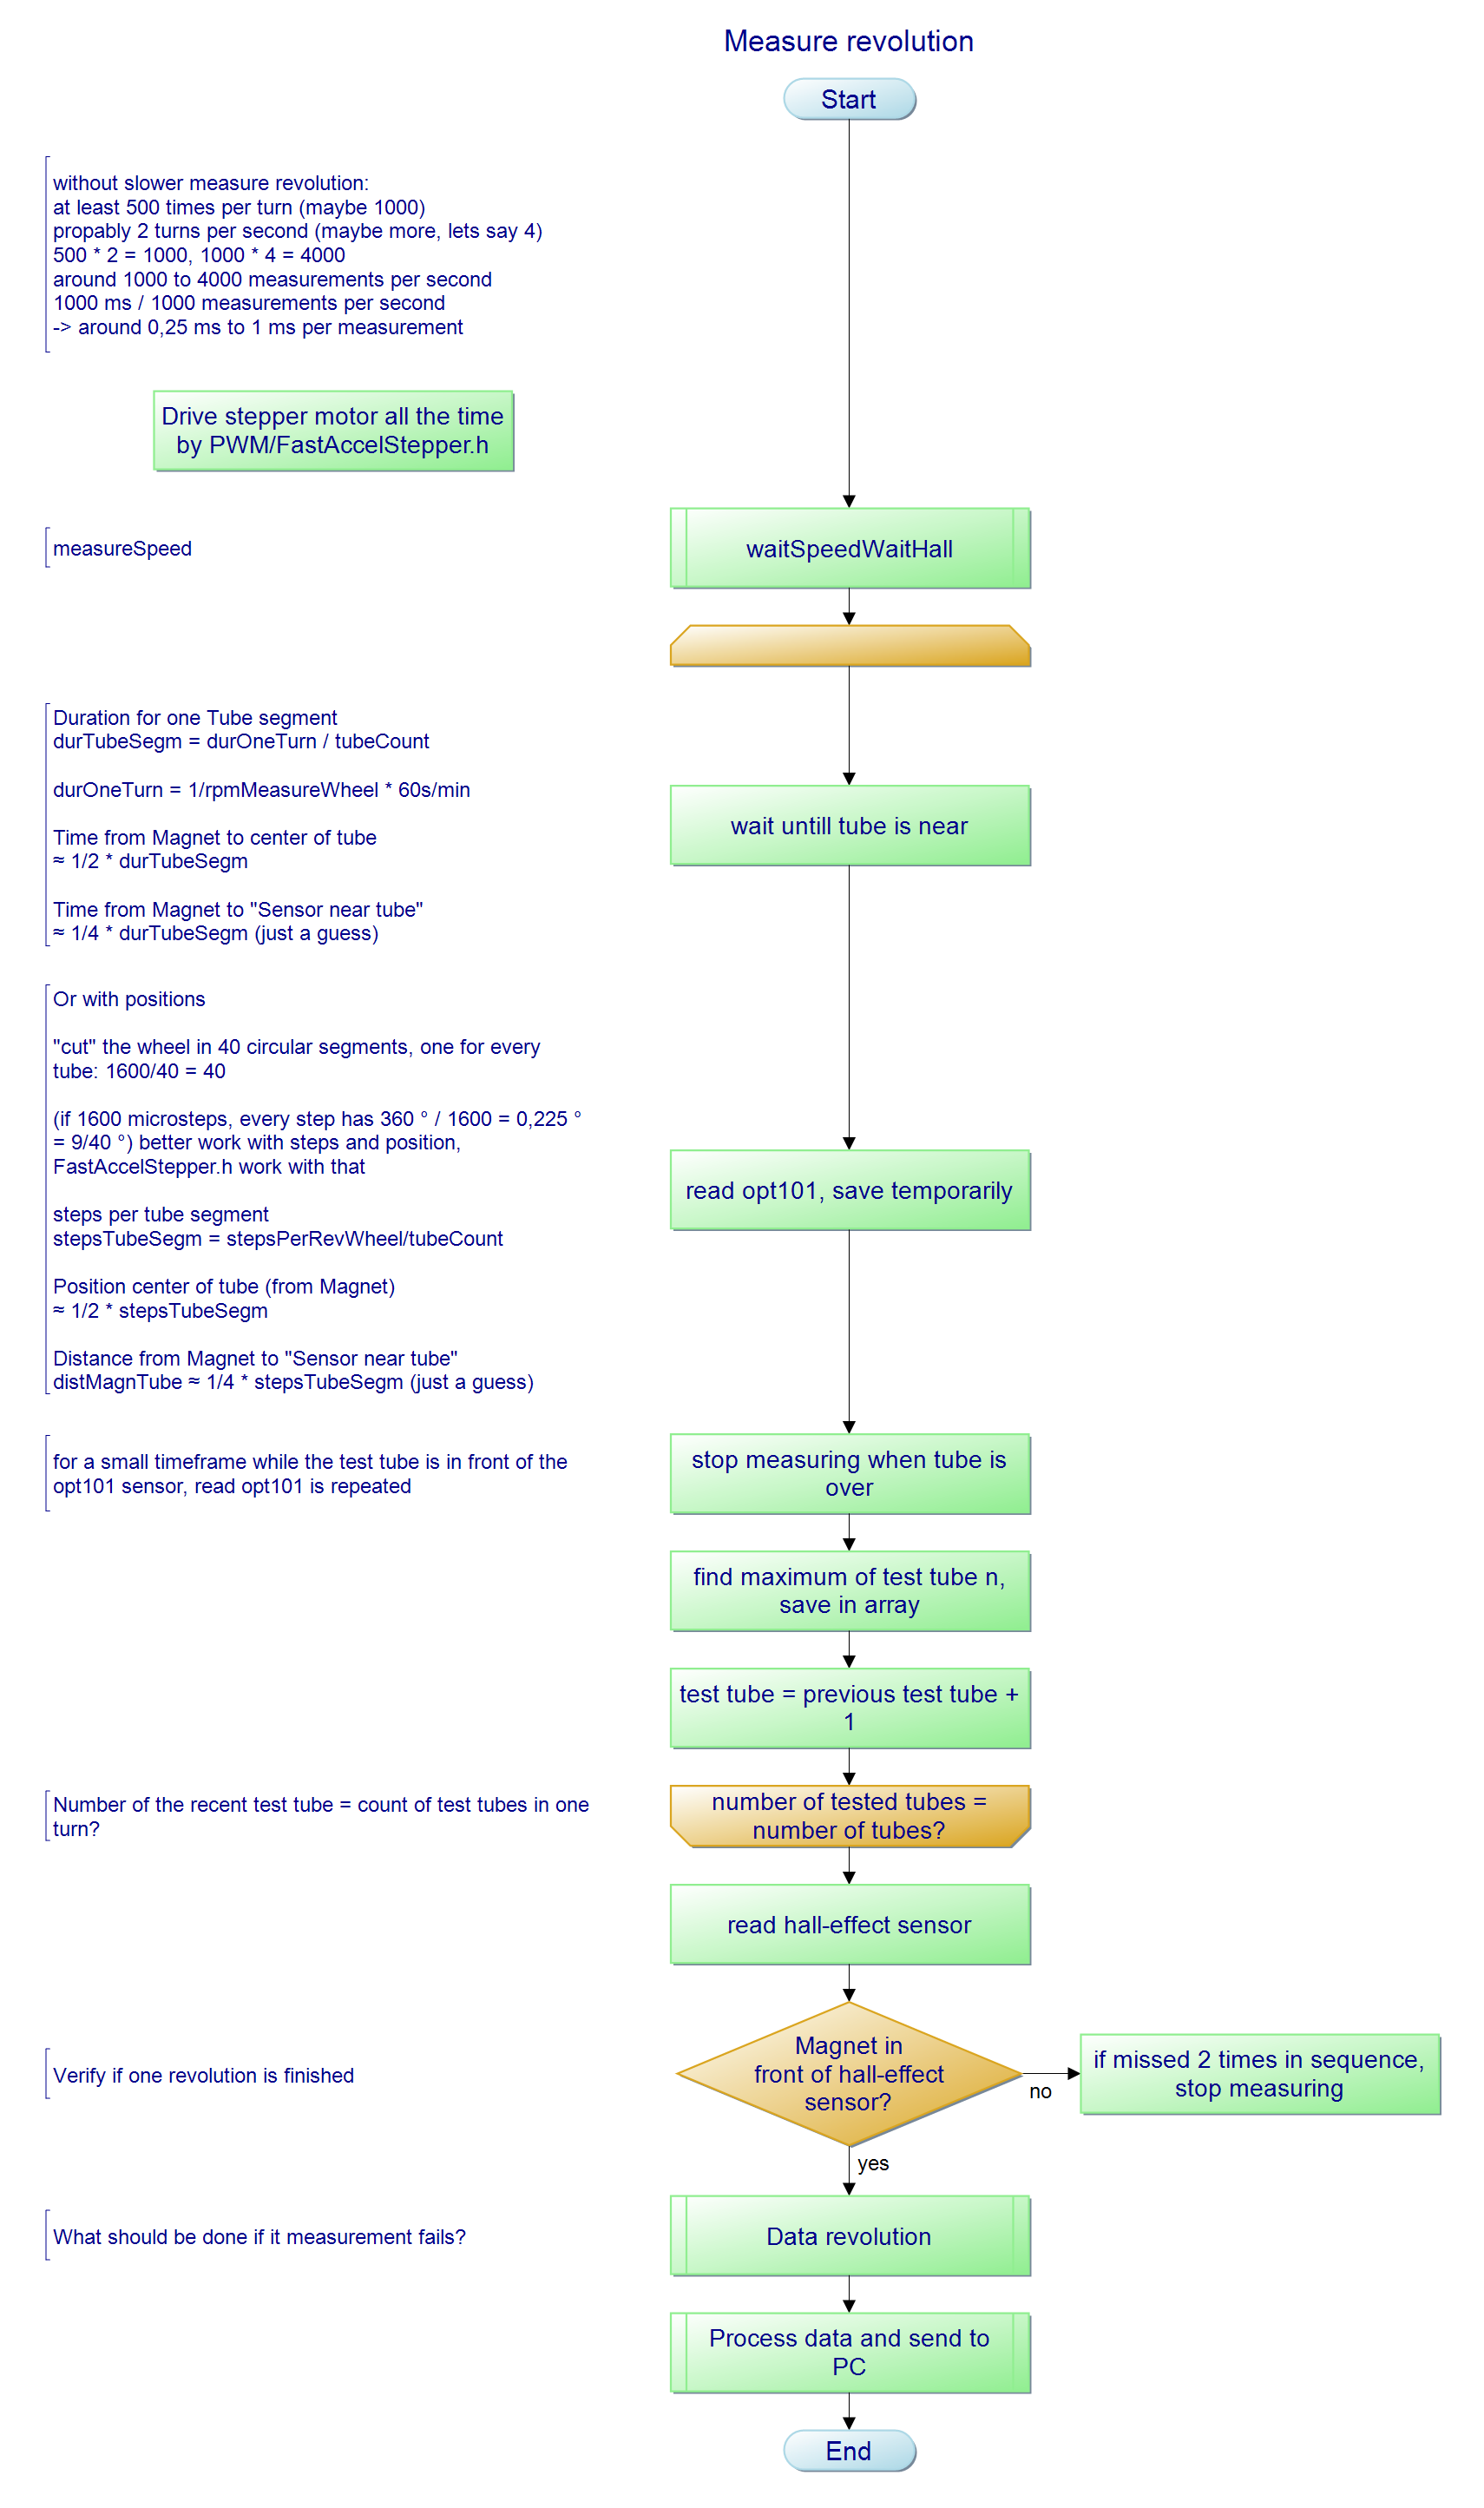 Measure revolution
Start
without slower measure revolution:
at least 500 times per turn (maybe 1000)
propably 2 turns per second (maybe more, lets say 4)
500 * 2 = 1000, 1000 * 4 = 4000
around 1000 to 4000 measurements per second
1000 ms / 1000 measurements per second
-> around 0,25 ms to 1 ms per measurement
Drive stepper motor all the time
by PWM/FastAccelStepper.h
measureSpeed
waitSpeedWaitHall
Duration for one Tube segment
durTubeSegm = durOneTurn / tubeCount
durOneTurn = 1/rpmMeasureWheel * 60s/min
Time from Magnet to center of tube
≈ 1/2 * durTubeSegm
Time from Magnet to "Sensor near tube"
≈ 1/4 * durTubeSegm (just a guess)
wait untill tube is near
Or with positions
"cut" the wheel in 40 circular segments, one for every
tube: 1600/40 = 40
(if 1600 microsteps, every step has 360 ° / 1600 = 0,225 °
= 9/40 °) better work with steps and position,
FastAccelStepper.h work with that
steps per tube segment
stepsTubeSegm = stepsPerRevWheel/tubeCount
Position center of tube (from Magnet)
≈ 1/2 * stepsTubeSegm
Distance from Magnet to "Sensor near tube"
distMagnTube ≈ 1/4 * stepsTubeSegm (just a guess)
read opt101, save temporarily
for a small timeframe while the test tube is in front of the
opt101 sensor, read opt101 is repeated
stop measuring when tube is
over
find maximum of test tube n,
save in array
test tube = previous test tube +
1
Number of the recent test tube = count of test tubes in one
turn?
number of tested tubes =
number of tubes?
read hall-effect sensor
Verify if one revolution is finished
Magnet in
front of hall-effect
sensor?
no
if missed 2 times in sequence,
stop measuring
yes
What should be done if it measurement fails?
Data revolution
Process data and send to
PC
End